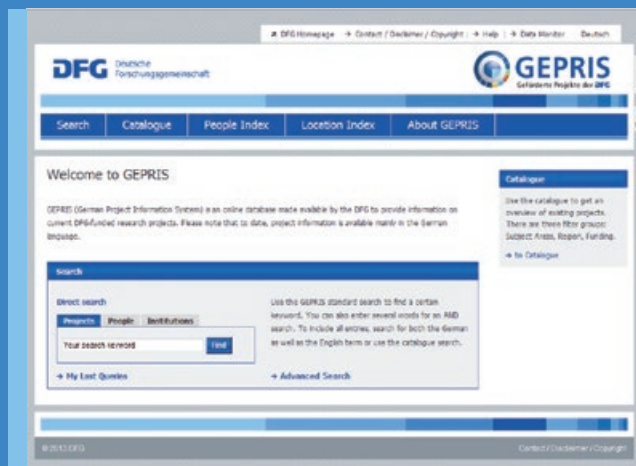 DFG Homepage → Contact / Disclaimer / Copyright → Help → Data Monitor Deutsch
DFG Deutsche
Forschungsgemeinschaft
GEPRIS
Geförderte Projekte der DFG
Search Catalogue People Index Location Index About GEPRIS
Welcome to GEPRIS
GEPRIS (German Project Information System) is an online database made available by the DFG to provide information on
current DFG-funded research projects. Please note that to date, project information is available mainly in the German
language.
Catalogue
Use the catalogue to get an
overview of existing projects.
There are three filter groups:
Subject Areas, Region, Funding.
→ to Catalogue
Search
Direct search
Projects People Institutions
Your search keyword Find
→ My Last Queries
Use the GEPRIS standard search to find a certain
keyword. You can also enter several words for an AND
search. To include all entries, search for both the German
as well as the English term or use the catalogue search.
→ Advanced Search
© 2013 DFG
Contact / Disclaimer / Copyright